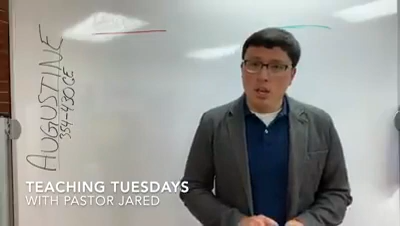 AUGUSTINE
354-430 CE
TEACHING TUESDAYS
WITH PASTOR JARED